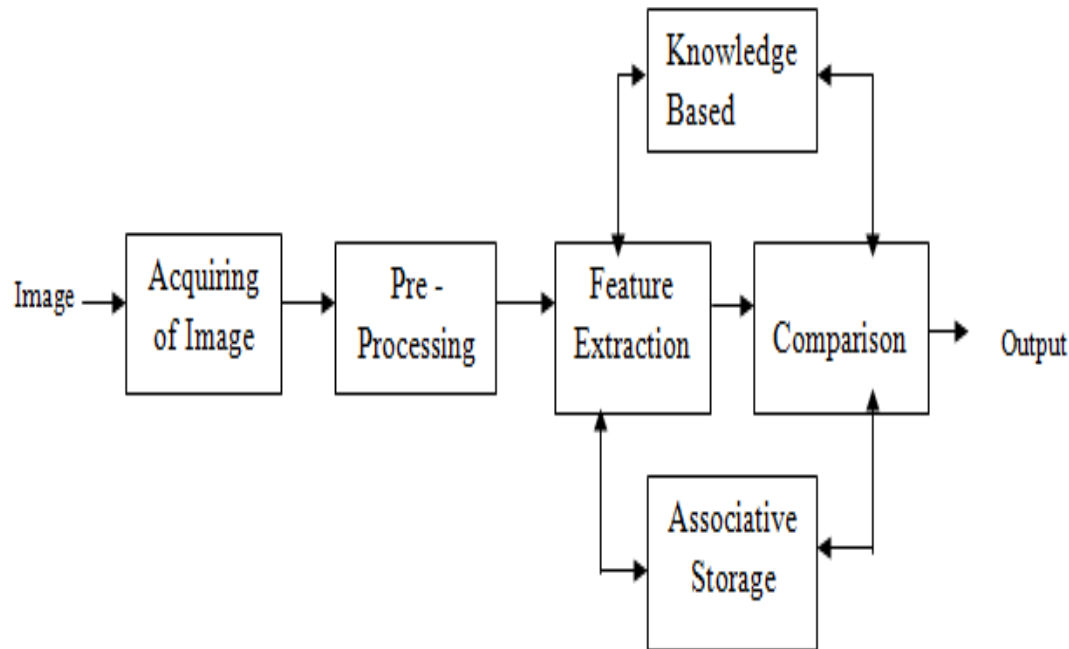 Knowledge
Based
Image
Acquiring
of Image
Pre -
Processing
Feature
Extraction
Comparison
Output
Associative
Storage